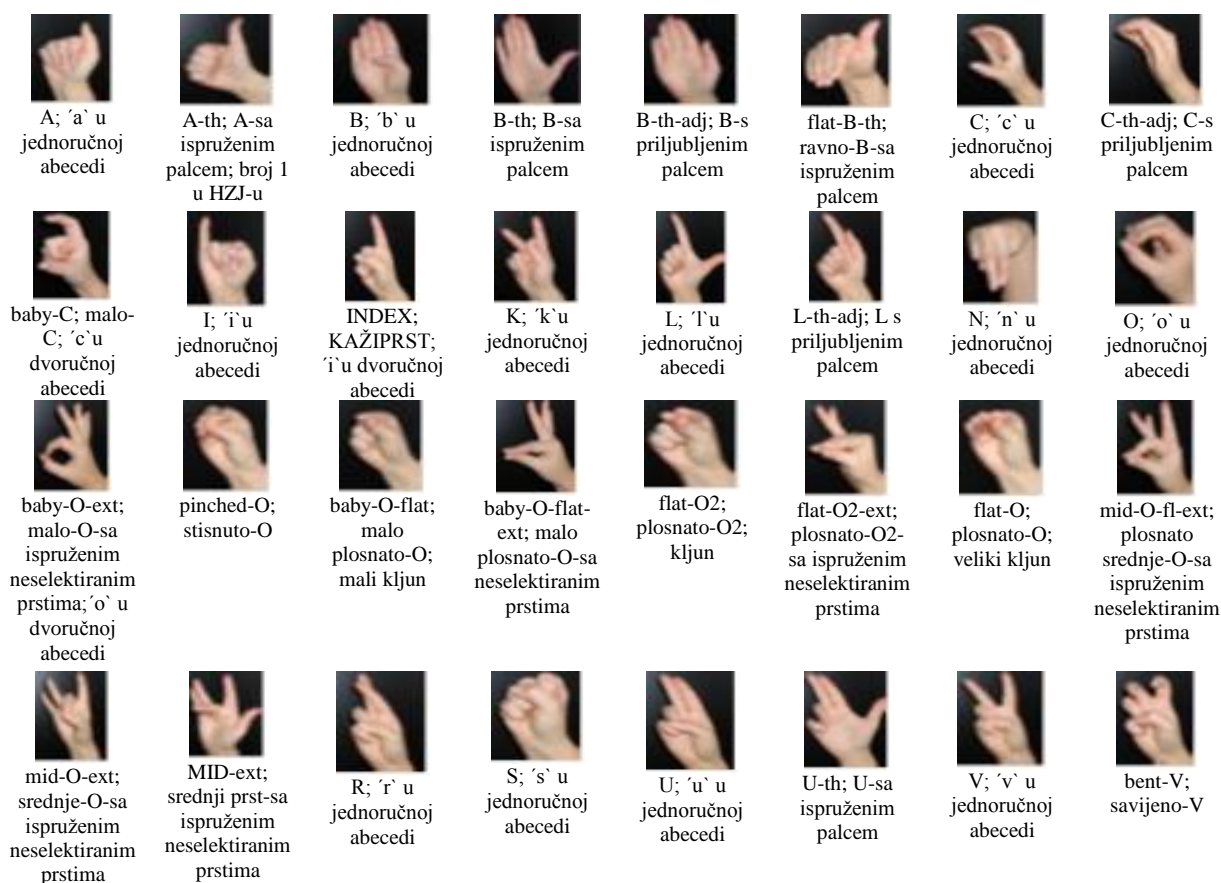 A; ´a` u
jednoručnoj
abecedi
A-th; A-sa
ispruženim
palcem; broj 1
u HZJ-u
B; ´b` u
jednoručnoj
abecedi
B-th; B-sa
ispruženim
palcem
B-th-adj; B-s
priljubljenim
palcem
flat-B-th;
ravno-B-sa
ispruženim
palcem
C; ´c` u
jednoručnoj
abecedi
C-th-adj; C-s
priljubljenim
palcem
baby-C; malo-
C; ´c`u
dvoručnoj
abecedi
I; ´i`u
jednoručnoj
abecedi
INDEX;
KAŽIPRST;
´i`u dvoručnoj
abecedi
K; ´k`u
jednoručnoj
abecedi
L; ´l`u
jednoručnoj
abecedi
L-th-adj; L s
priljubljenim
palcem
N; ´n` u
jednoručnoj
abecedi
O; ´o` u
jednoručnoj
abecedi
baby-O-ext;
malo-O-sa
ispruženim
neselektiranim
prstima;´o` u
dvoručnoj
abecedi
pinched-O;
stisnuto-O
baby-O-flat;
malo
plosnato-O;
mali kljun
baby-O-flat-
ext; malo
plosnato-O-sa
neselektiranim
prstima
flat-O2;
plosnato-O2;
kljun
flat-O2-ext;
plosnato-O2-
sa ispruženim
neselektiranim
prstima
flat-O;
plosnato-O;
veliki kljun
mid-O-fl-ext;
plosnato
srednje-O-sa
ispruženim
neselektiranim
prstima
mid-O-ext;
srednje-O-sa
ispruženim
neselektiranim
prstima
MID-ext;
srednji prst-sa
ispruženim
neselektiranim
prstima
R; ´r` u
jednoručnoj
abecedi
S; ´s` u
jednoručnoj
abecedi
U; ´u` u
jednoručnoj
abecedi
U-th; U-sa
ispruženim
palcem
V; ´v` u
jednoručnoj
abecedi
bent-V;
savijeno-V